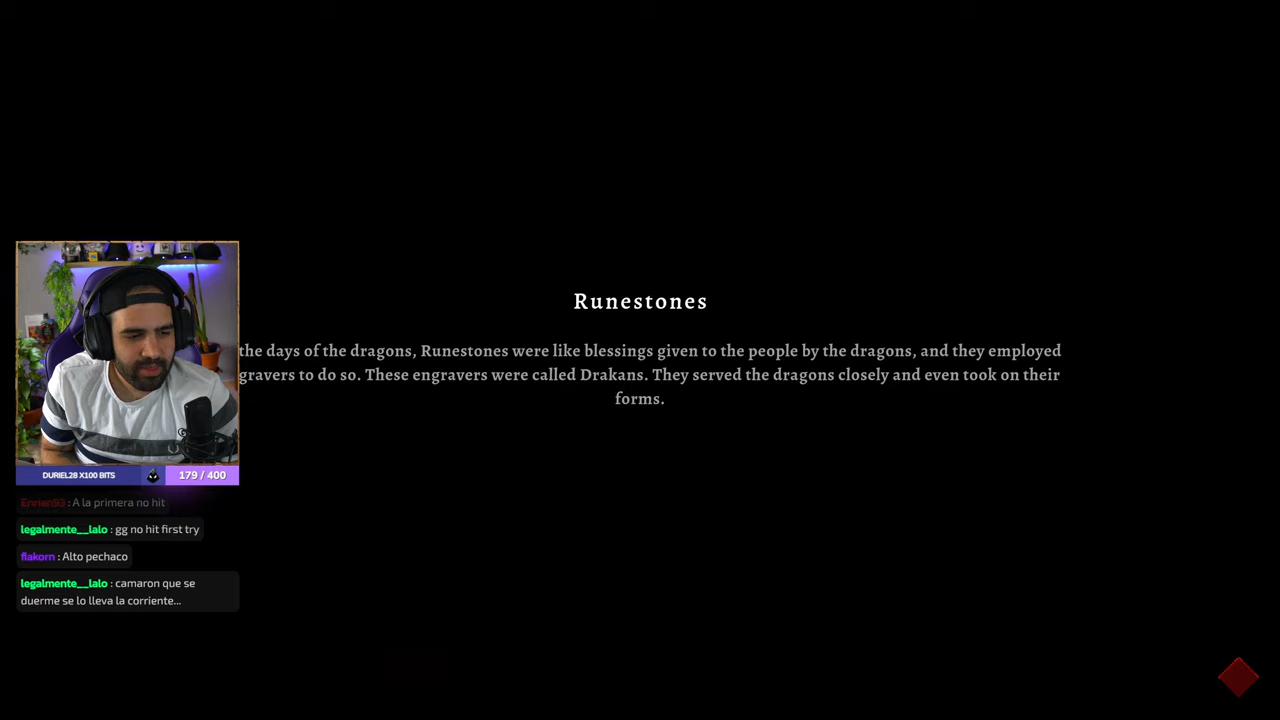 Runestones
the days of the dragons, Runestones were like blessings given to the people by the dragons, and they employed
gravers to do so. These engravers were called Drakans. They served the dragons closely and even took on their
forms.
DURIEL28 X100 BITS
179 / 400
Enrien93 : A la primera no hit
legalmente__lalo : gg no hit first try
fiakorn : Alto pechaco
legalmente__lalo : camaron que se
duerme se lo lleva la corriente...